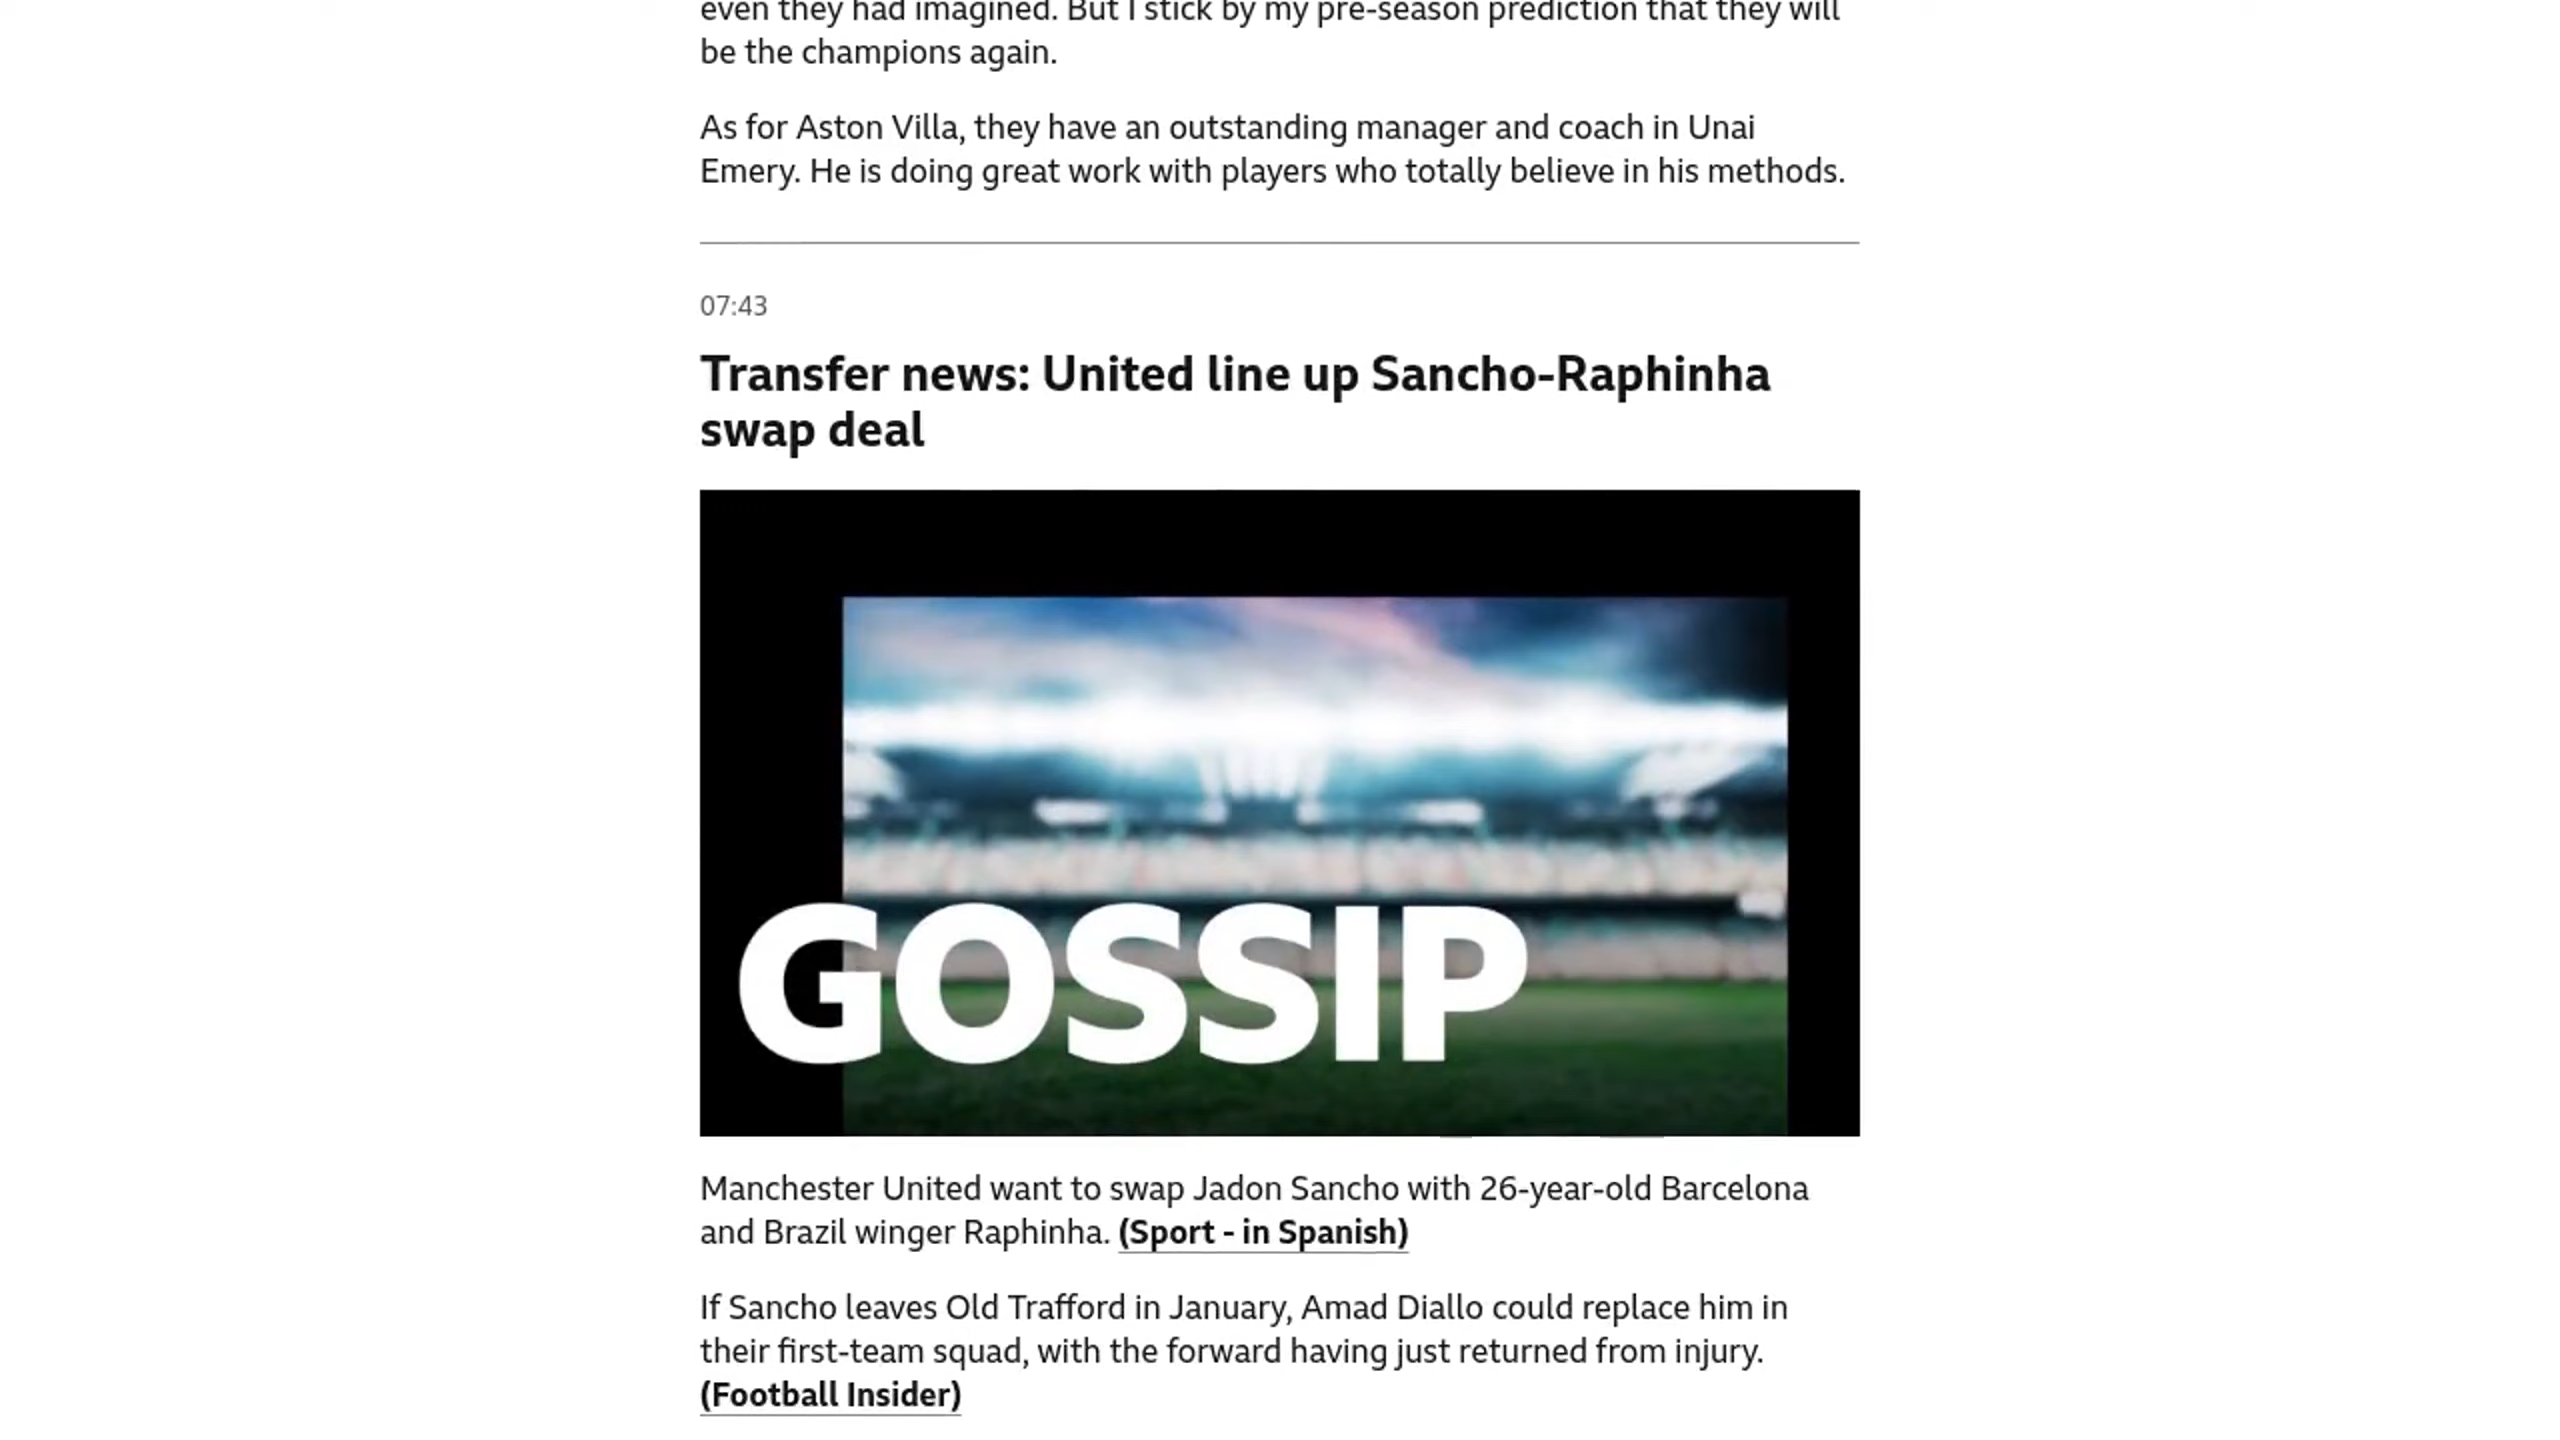 even they had imagined. But I stick by my pre-season prediction that they will
be the champions again.
As for Aston Villa, they have an outstanding manager and coach in Unai
Emery. He is doing great work with players who totally believe in his methods.
07:43
Transfer news: United line up Sancho-Raphinha
swap deal
GOSSIP
Manchester United want to swap Jadon Sancho with 26-year-old Barcelona
and Brazil winger Raphinha. (Sport - in Spanish)
If Sancho leaves Old Trafford in January, Amad Diallo could replace him in
their first-team squad, with the forward having just returned from injury.
(Football Insider)